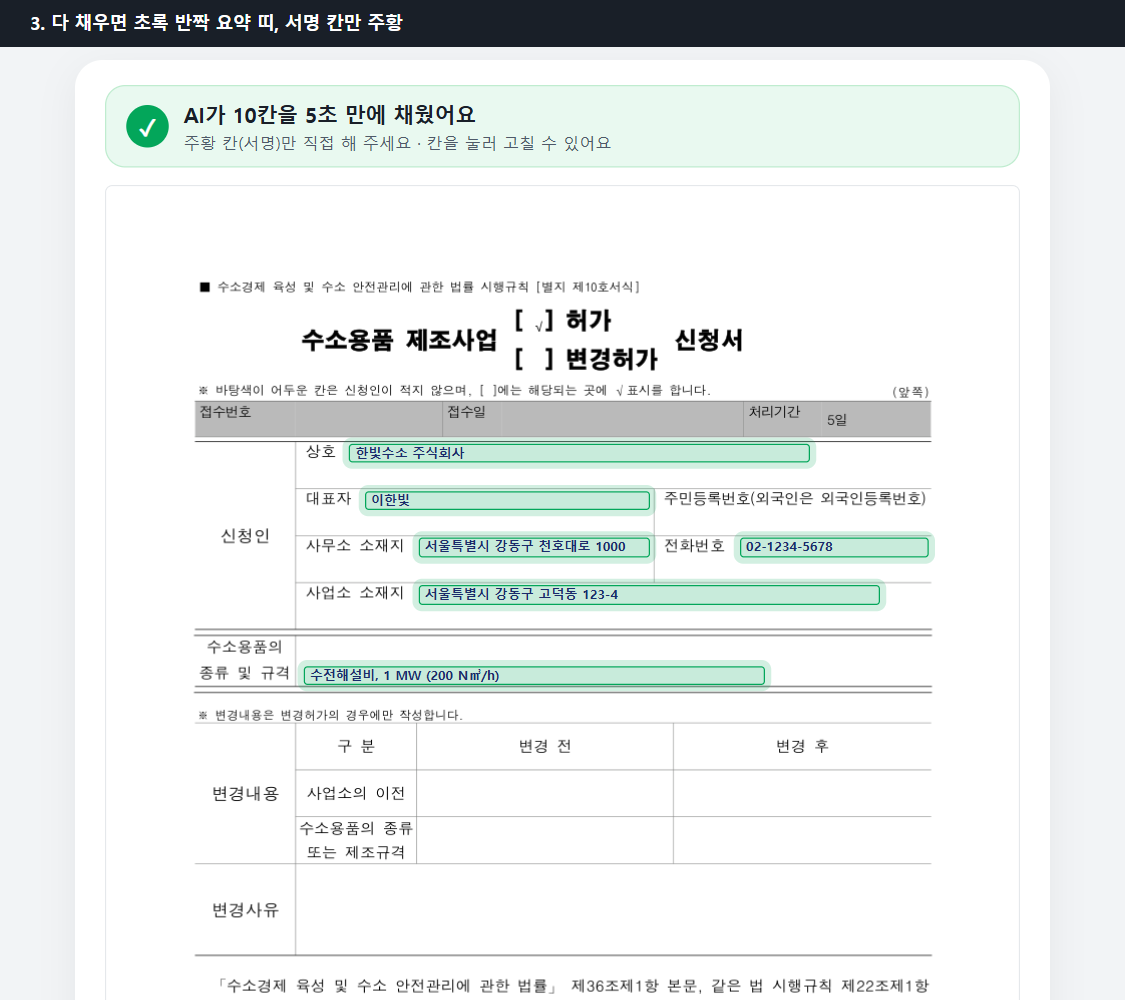 3. 다 채우면 초록 반짝 요약 띠, 서명 칸만 주황
AI가 10칸을 5초 만에 채웠어요
주황 칸(서명)만 직접 해 주세요 · 칸을 눌러 고칠 수 있어요
■ 수소경제 육성 및 수소 안전관리에 관한 법률 시행규칙 [별지 제10호서식]
수소용품 제조사업 [ √] 허가
[ ] 변경허가 신청서
※ 바탕색이 어두운 칸은 신청인이 적지 않으며, [ ]에는 해당되는 곳에 √ 표시를 합니다. (앞쪽)
접수번호 접수일 처리기간 5일
신청인
상호 한빛수소 주식회사
대표자 이한빛 주민등록번호(외국인은 외국인등록번호)
사무소 소재지 서울특별시 강동구 천호대로 1000 전화번호 02-1234-5678
사업소 소재지 서울특별시 강동구 고덕동 123-4
수소용품의
종류 및 규격 수전해설비, 1 MW (200 N㎥/h)
※ 변경내용은 변경허가의 경우에만 작성합니다.
변경내용
구 분 변경 전 변경 후
사업소의 이전
수소용품의 종류
또는 제조규격
변경사유
「수소경제 육성 및 수소 안전관리에 관한 법률」 제36조제1항 본문, 같은 법 시행규칙 제22조제1항